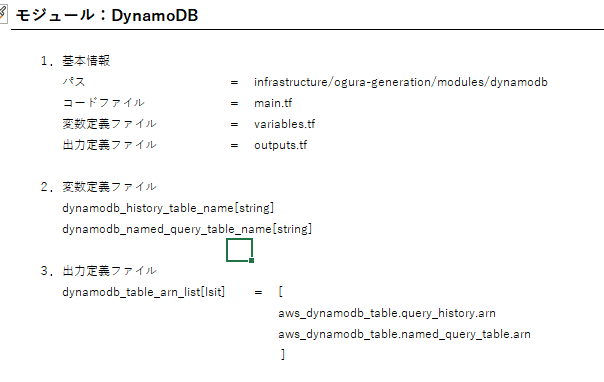 モジュール：DynamoDB
1．基本情報
パス = infrastructure/ogura-generation/modules/dynamodb
コードファイル = main.tf
変数定義ファイル = variables.tf
出力定義ファイル = outputs.tf
2．変数定義ファイル
dynamodb_history_table_name[string]
dynamodb_named_query_table_name[string]
3．出力定義ファイル
dynamodb_table_arn_list[lsit] = [
aws_dynamodb_table.query_history.arn
aws_dynamodb_table.named_query_table.arn
]